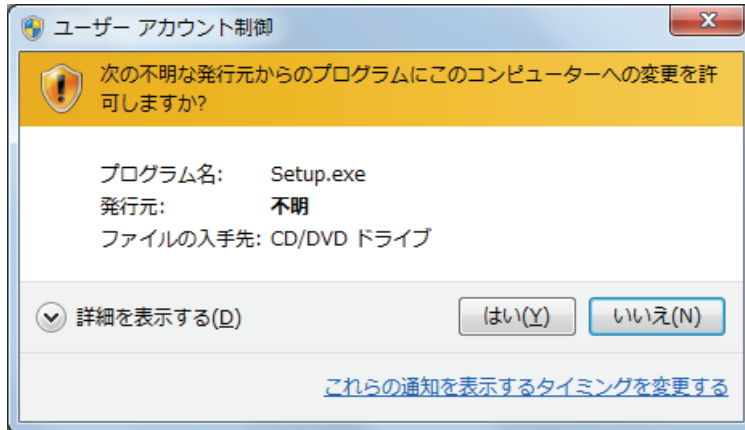 ユーザー アカウント制御
次の不明な発行元からのプログラムにこのコンピューターへの変更を許
可しますか?
プログラム名: Setup.exe
発行元: 不明
ファイルの入手先: CD/DVD ドライブ
詳細を表示する(D) はい(Y) いいえ(N)
これらの通知を表示するタイミングを変更する